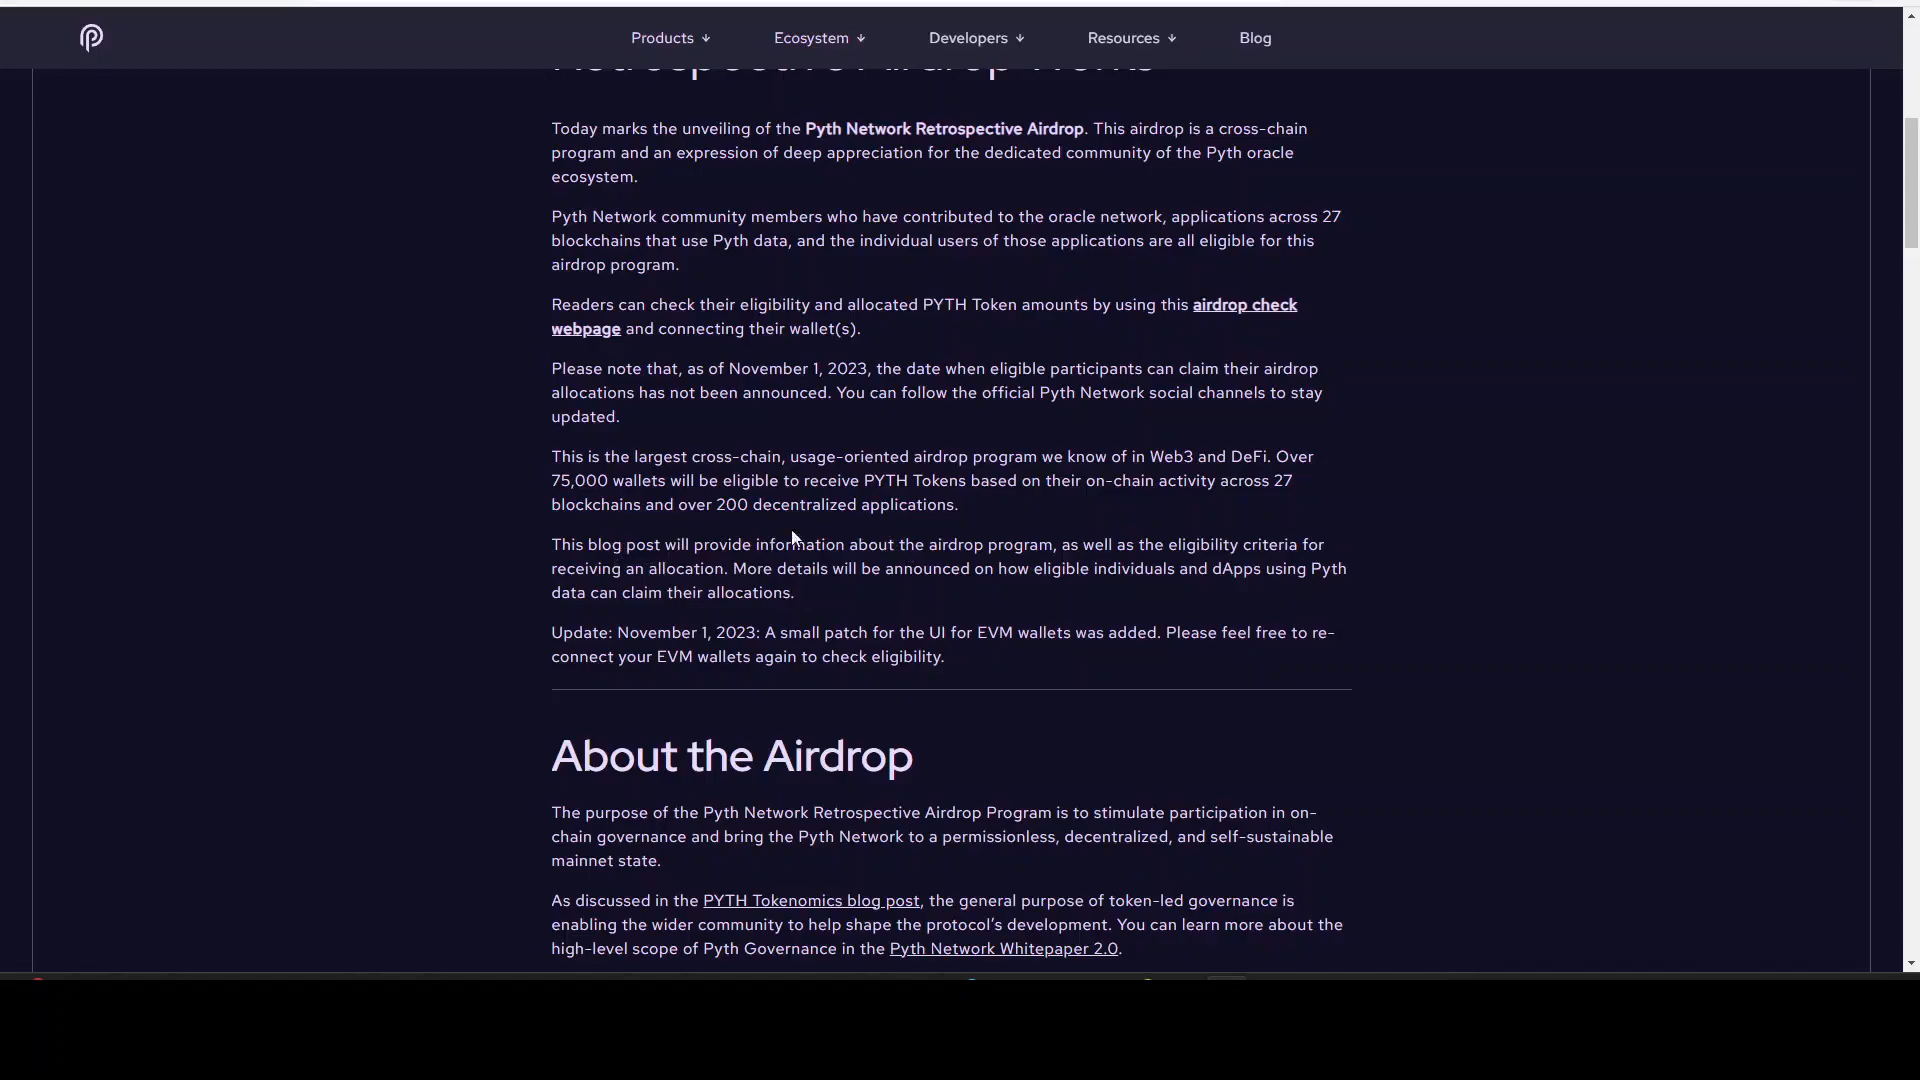 Products
Ecosystem
Developers
Resources
Blog
Today marks the unveiling of the Pyth Network Retrospective Airdrop. This airdrop is a cross-chain
program and an expression of deep appreciation for the dedicated community of the Pyth oracle
ecosystem.
Pyth Network community members who have contributed to the oracle network, applications across 27
blockchains that use Pyth data, and the individual users of those applications are all eligible for this
airdrop program.
Readers can check their eligibility and allocated PYTH Token amounts by using this airdrop check
webpage and connecting their wallet(s).
Please note that, as of November 1, 2023, the date when eligible participants can claim their airdrop
allocations has not been announced. You can follow the official Pyth Network social channels to stay
updated.
This is the largest cross-chain, usage-oriented airdrop program we know of in Web3 and DeFi. Over
75,000 wallets will be eligible to receive PYTH Tokens based on their on-chain activity across 27
blockchains and over 200 decentralized applications.
This blog post will provide information about the airdrop program, as well as the eligibility criteria for
receiving an allocation. More details will be announced on how eligible individuals and dApps using Pyth
data can claim their allocations.
Update: November 1, 2023: A small patch for the UI for EVM wallets was added. Please feel free to re-
connect your EVM wallets again to check eligibility.
About the Airdrop
The purpose of the Pyth Network Retrospective Airdrop Program is to stimulate participation in on-
chain governance and bring the Pyth Network to a permissionless, decentralized, and self-sustainable
mainnet state.
As discussed in the PYTH Tokenomics blog post, the general purpose of token-led governance is
enabling the wider community to help shape the protocol's development. You can learn more about the
high-level scope of Pyth Governance in the Pyth Network Whitepaper 2.0.